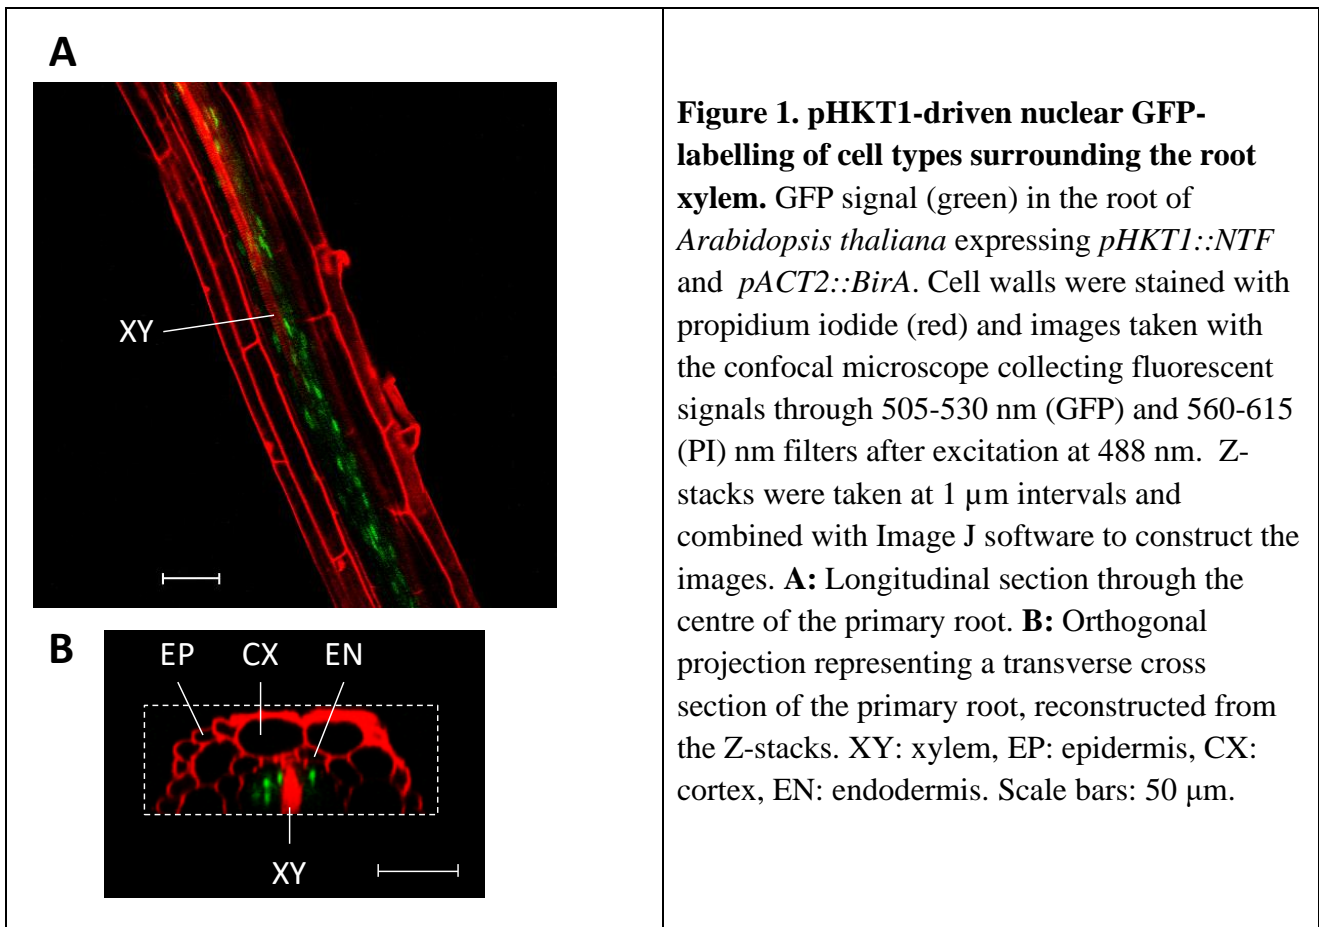 A
XY
B
EP CX EN
XY
Figure 1. pHKT1-driven nuclear GFP-
labelling of cell types surrounding the root
xylem. GFP signal (green) in the root of
Arabidopsis thaliana expressing pHKT1::NTF
and pACT2::BirA. Cell walls were stained with
propidium iodide (red) and images taken with
the confocal microscope collecting fluorescent
signals through 505-530 nm (GFP) and 560-615
(PI) nm filters after excitation at 488 nm. Z-
stacks were taken at 1 µm intervals and
combined with Image J software to construct the
images. A: Longitudinal section through the
centre of the primary root. B: Orthogonal
projection representing a transverse cross
section of the primary root, reconstructed from
the Z-stacks. XY: xylem, EP: epidermis, CX:
cortex, EN: endodermis. Scale bars: 50 µm.